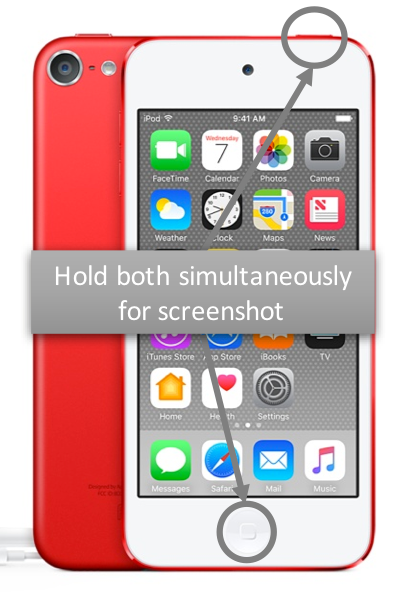 iPod 9:41 AM
Wednesday
7
FaceTime Calendar Photos Camera
280
Weather Clock Maps News
Hold both simultaneously
for screenshot
iTunes Store App Store iBooks TV
Home Health Settings
Messages Safari Mail Music